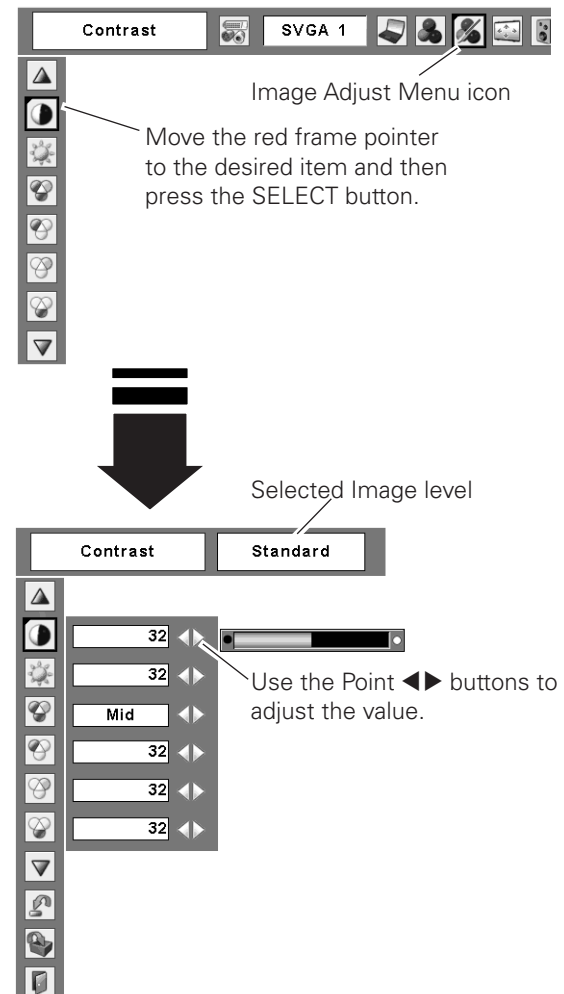 Contrast
SVGA 1
Image Adjust Menu icon
Move the red frame pointer
to the desired item and then
press the SELECT button.
Selected Image level
Contrast
Standard
32
32
Use the Point ◀▶ buttons to
adjust the value.
Mid
32
32
32